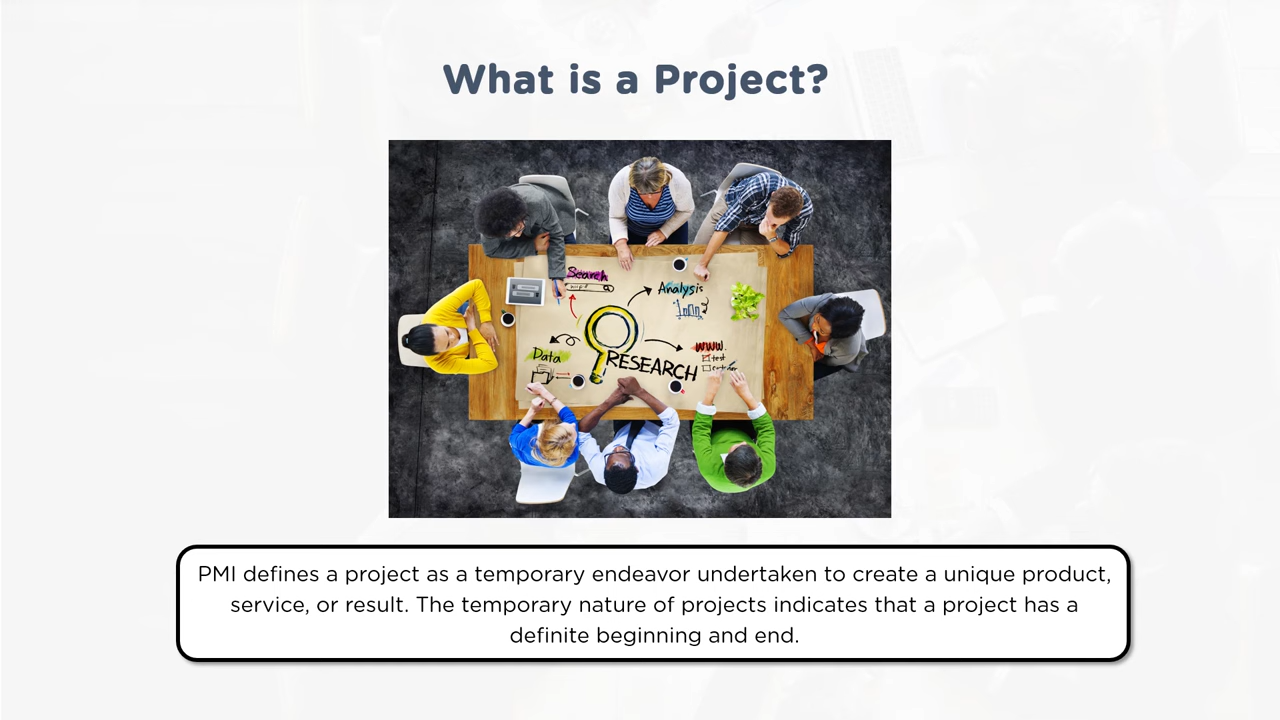 What is a Project?
Search
Analysis
Data
www.
test
RESEARCH
PMI defines a project as a temporary endeavor undertaken to create a unique product,
service, or result. The temporary nature of projects indicates that a project has a
definite beginning and end.